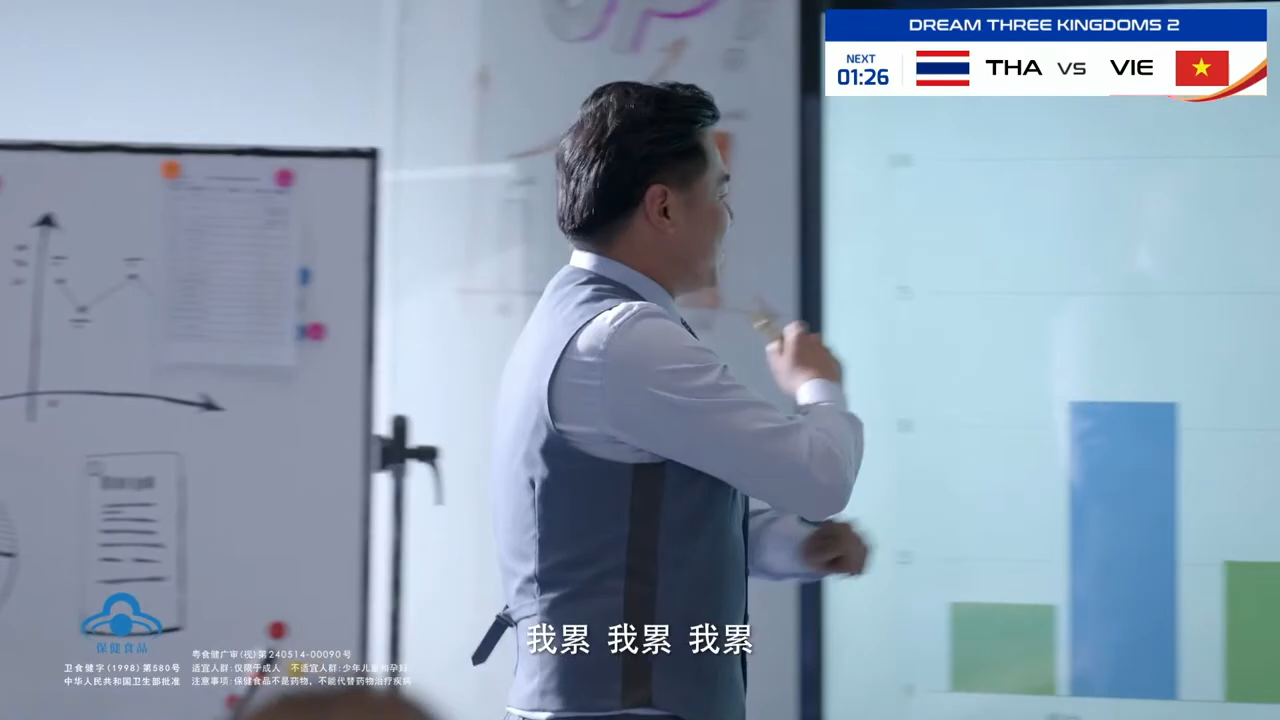 DREAM THREE KINGDOMS 2
NEXT
01:26
THA VS VIE
我累 我累 我累
保健食品
卫食健字(1998)第580号
中华人民共和国卫生部批准
粤食健广审(视)第240514-00090号
适宜人群:仅限于成人 不适宜人群:少年儿童和孕妇
注意事项:保健食品不是药物，不能代替药物治疗疾病